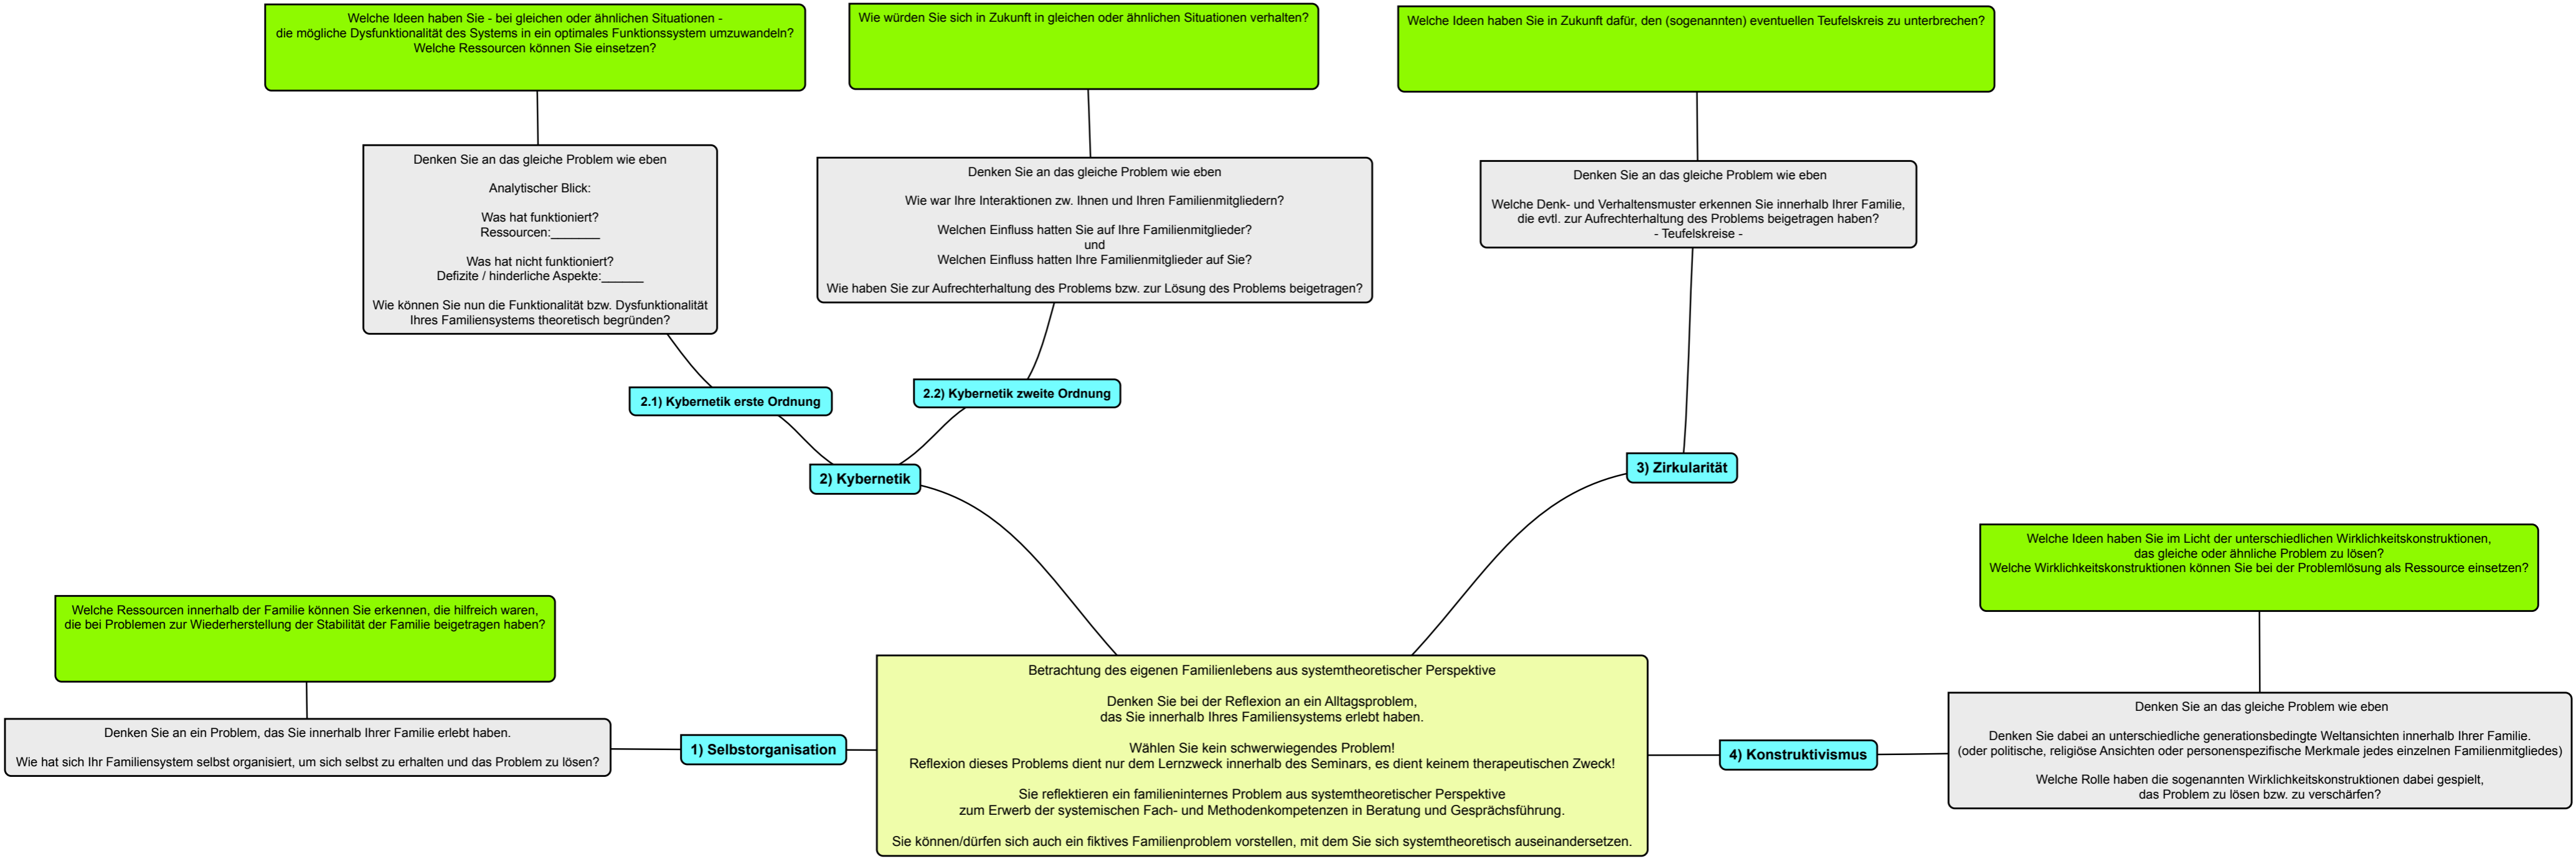 Welche Ideen haben Sie - bei gleichen oder ähnlichen Situationen -
die mögliche Dysfunktionalität des Systems in ein optimales Funktionssystem umzuwandeln?
Welche Ressourcen können Sie einsetzen?
Wie würden Sie sich in Zukunft in gleichen oder ähnlichen Situationen verhalten?
Welche Ideen haben Sie in Zukunft dafür, den (sogenannten) eventuellen Teufelskreis zu unterbrechen?
Denken Sie an das gleiche Problem wie eben
Analytischer Blick:
Was hat funktioniert?
Ressourcen:_______
Was hat nicht funktioniert?
Defizite / hinderliche Aspekte:______
Wie können Sie nun die Funktionalität bzw. Dysfunktionalität
Ihres Familiensystems theoretisch begründen?
Denken Sie an das gleiche Problem wie eben
Wie war Ihre Interaktionen zw. Ihnen und Ihren Familienmitgliedern?
Welchen Einfluss hatten Sie auf Ihre Familienmitglieder?
und
Welchen Einfluss hatten Ihre Familienmitglieder auf Sie?
Wie haben Sie zur Aufrechterhaltung des Problems bzw. zur Lösung des Problems beigetragen?
Denken Sie an das gleiche Problem wie eben
Welche Denk- und Verhaltensmuster erkennen Sie innerhalb Ihrer Familie,
die evtl. zur Aufrechterhaltung des Problems beigetragen haben?
- Teufelskreise -
2.1) Kybernetik erste Ordnung
2.2) Kybernetik zweite Ordnung
2) Kybernetik
3) Zirkularität
Welche Ressourcen innerhalb der Familie können Sie erkennen, die hilfreich waren,
die bei Problemen zur Wiederherstellung der Stabilität der Familie beigetragen haben?
Denken Sie an ein Problem, das Sie innerhalb Ihrer Familie erlebt haben.
Wie hat sich Ihr Familiensystem selbst organisiert, um sich selbst zu erhalten und das Problem zu lösen?
1) Selbstorganisation
Betrachtung des eigenen Familienlebens aus systemtheoretischer Perspektive
Denken Sie bei der Reflexion an ein Alltagsproblem,
das Sie innerhalb Ihres Familiensystems erlebt haben.
Wählen Sie kein schwerwiegendes Problem!
Reflexion dieses Problems dient nur dem Lernzweck innerhalb des Seminars, es dient keinem therapeutischen Zweck!
Sie reflektieren ein familieninternes Problem aus systemtheoretischer Perspektive
zum Erwerb der systemischen Fach- und Methodenkompetenzen in Beratung und Gesprächsführung.
Sie können/dürfen sich auch ein fiktives Familienproblem vorstellen, mit dem Sie sich systemtheoretisch auseinandersetzen.
4) Konstruktivismus
Welche Ideen haben Sie im Licht der unterschiedlichen Wirklichkeitskonstruktionen,
das gleiche oder ähnliche Problem zu lösen?
Welche Wirklichkeitskonstruktionen können Sie bei der Problemlösung als Ressource einsetzen?
Denken Sie an das gleiche Problem wie eben
Denken Sie dabei an unterschiedliche generationsbedingte Weltansichten innerhalb Ihrer Familie.
(oder politische, religiöse Ansichten oder personenspezifische Merkmale jedes einzelnen Familienmitgliedes)
Welche Rolle haben die sogenannten Wirklichkeitskonstruktionen dabei gespielt,
das Problem zu lösen bzw. zu verschärfen?